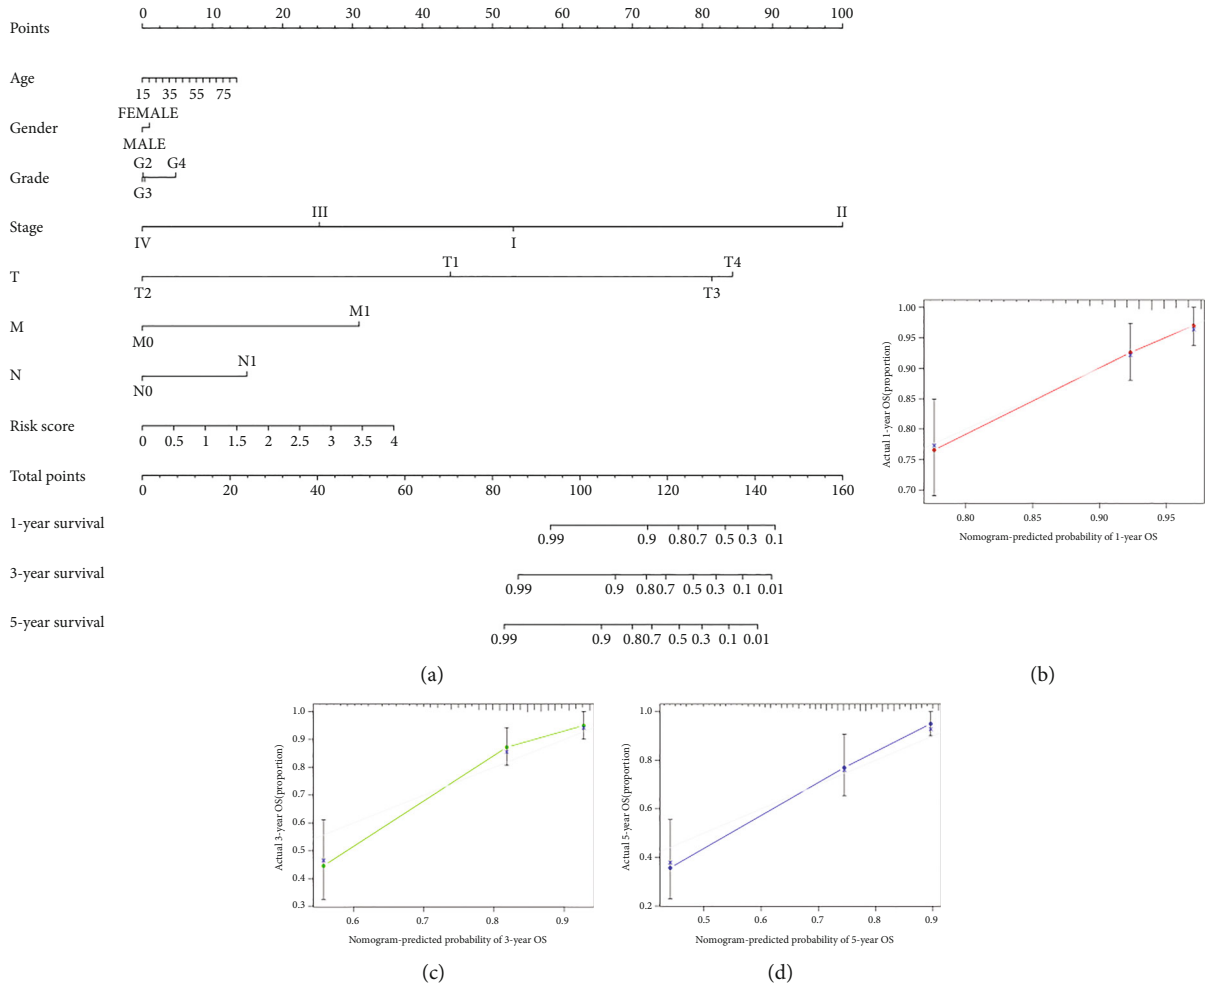 0 10 20 30 40 50 60 70 80 90 100
Points
Age
15 35 55 75
FEMALE
Gender
MALE
G2 G4
Grade
G3
III II
Stage
IV I
T1 T4
T
T2 T3
M1
M
M0
N1
N
N0
Risk score
0 0.5 1 1.5 2 2.5 3 3.5 4
Total points
0 20 40 60 80 100 120 140 160
1-year survival
0.99 0.9 0.8 0.7 0.5 0.3 0.1
3-year survival
0.99 0.9 0.8 0.7 0.5 0.3 0.1 0.01
5-year survival
0.99 0.9 0.8 0.7 0.5 0.3 0.1 0.01
(a)
Actual 1-year OS(proportion)
1.00
0.95
0.90
0.85
0.80
0.75
0.70
0.80 0.85 0.90 0.95
Nomogram-predicted probability of 1-year OS
(b)
Actual 3-year OS(proportion)
1.0
0.9
0.8
0.7
0.6
0.5
0.4
0.3
0.6 0.7 0.8 0.9
Nomogram-predicted probability of 3-year OS
(c)
Actual 5-year OS(proportion)
1.0
0.8
0.6
0.4
0.2
0.5 0.6 0.7 0.8 0.9
Nomogram-predicted probability of 5-year OS
(d)